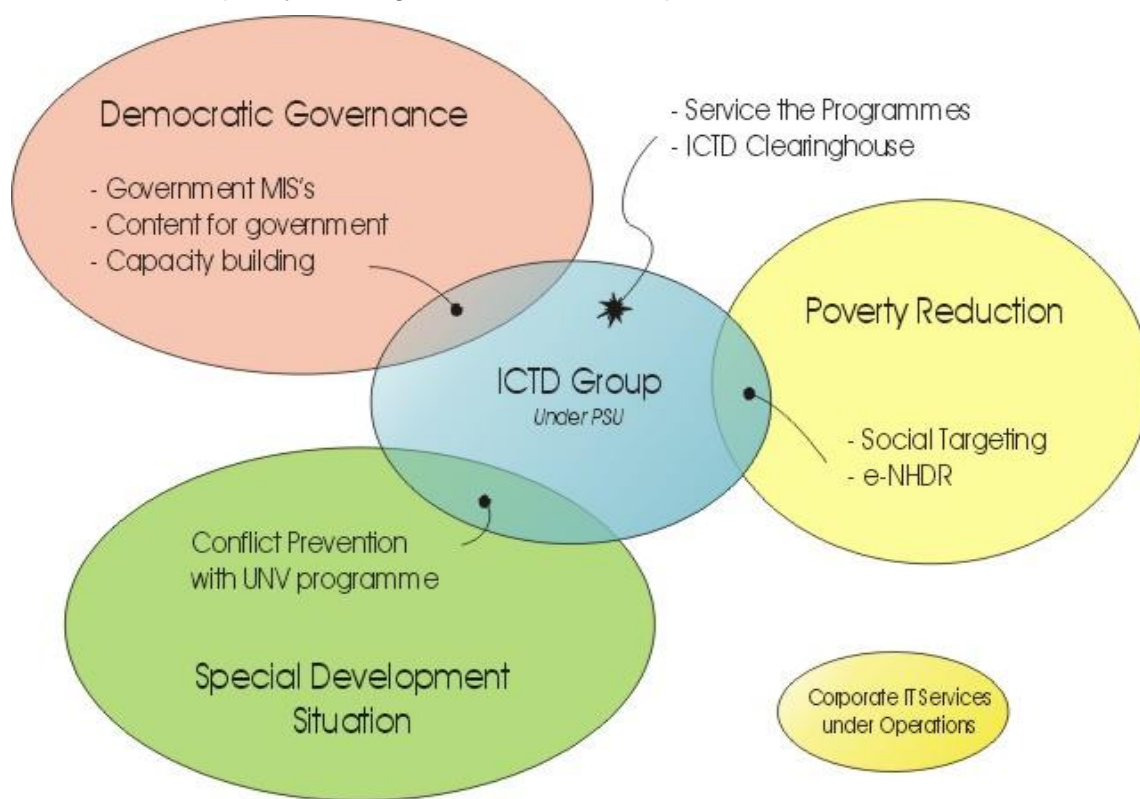 Democratic Governance
- Government MIS's
- Content for government
- Capacity building
- Service the Programmes
- ICTD Clearinghouse
Poverty Reduction
- Social Targeting
- e-NHDR
ICTD Group
Under PSU
Conflict Prevention
with UNV programme
Special Development
Situation
Corporate IT Services
under Operations